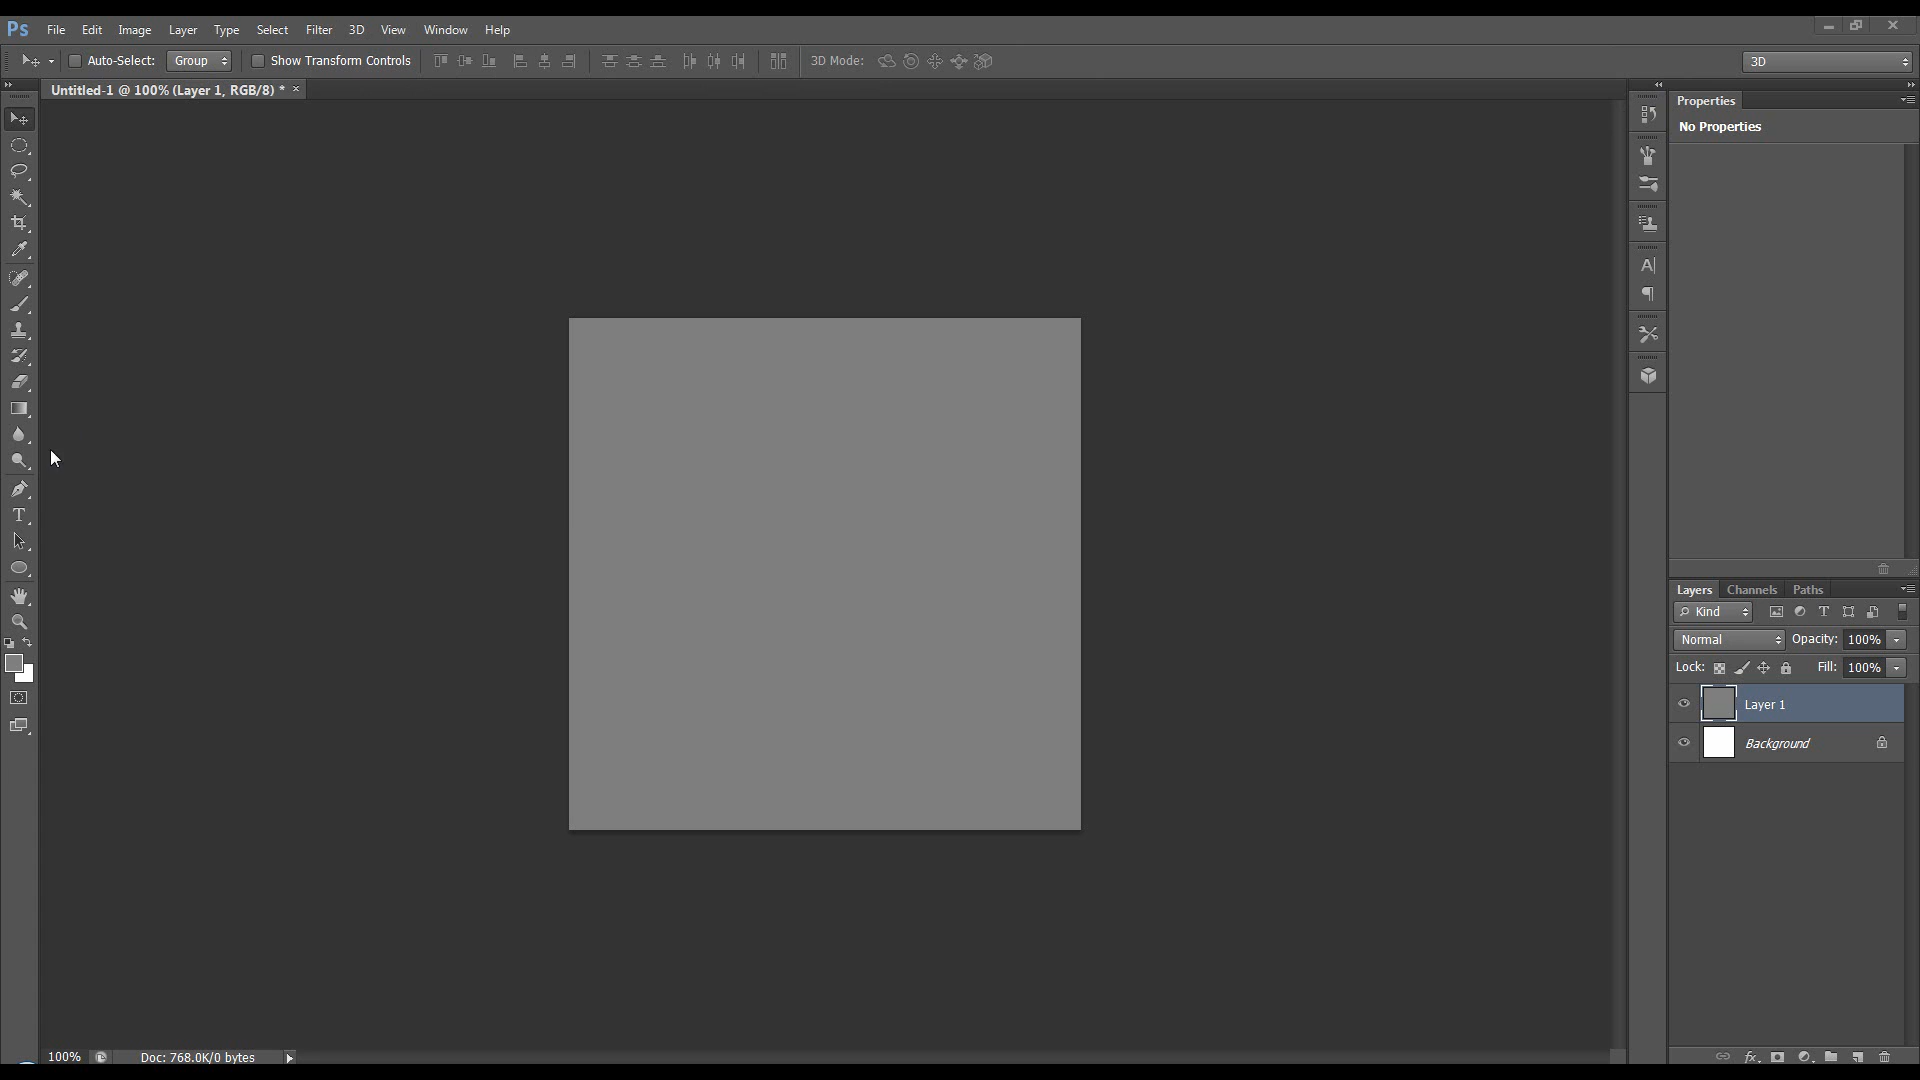 Ps File Edit Image Layer Type Select Filter 3D View Window Help
Auto-Select: Group Show Transform Controls 3D Mode: 3D
Untitled-1 @ 100% (Layer 1, RGB/8) * ×
Properties
No Properties
Layers Channels Paths
Kind
Normal Opacity: 100%
Lock: Fill: 100%
Layer 1
Background
100% Doc: 768.0K/0 bytes